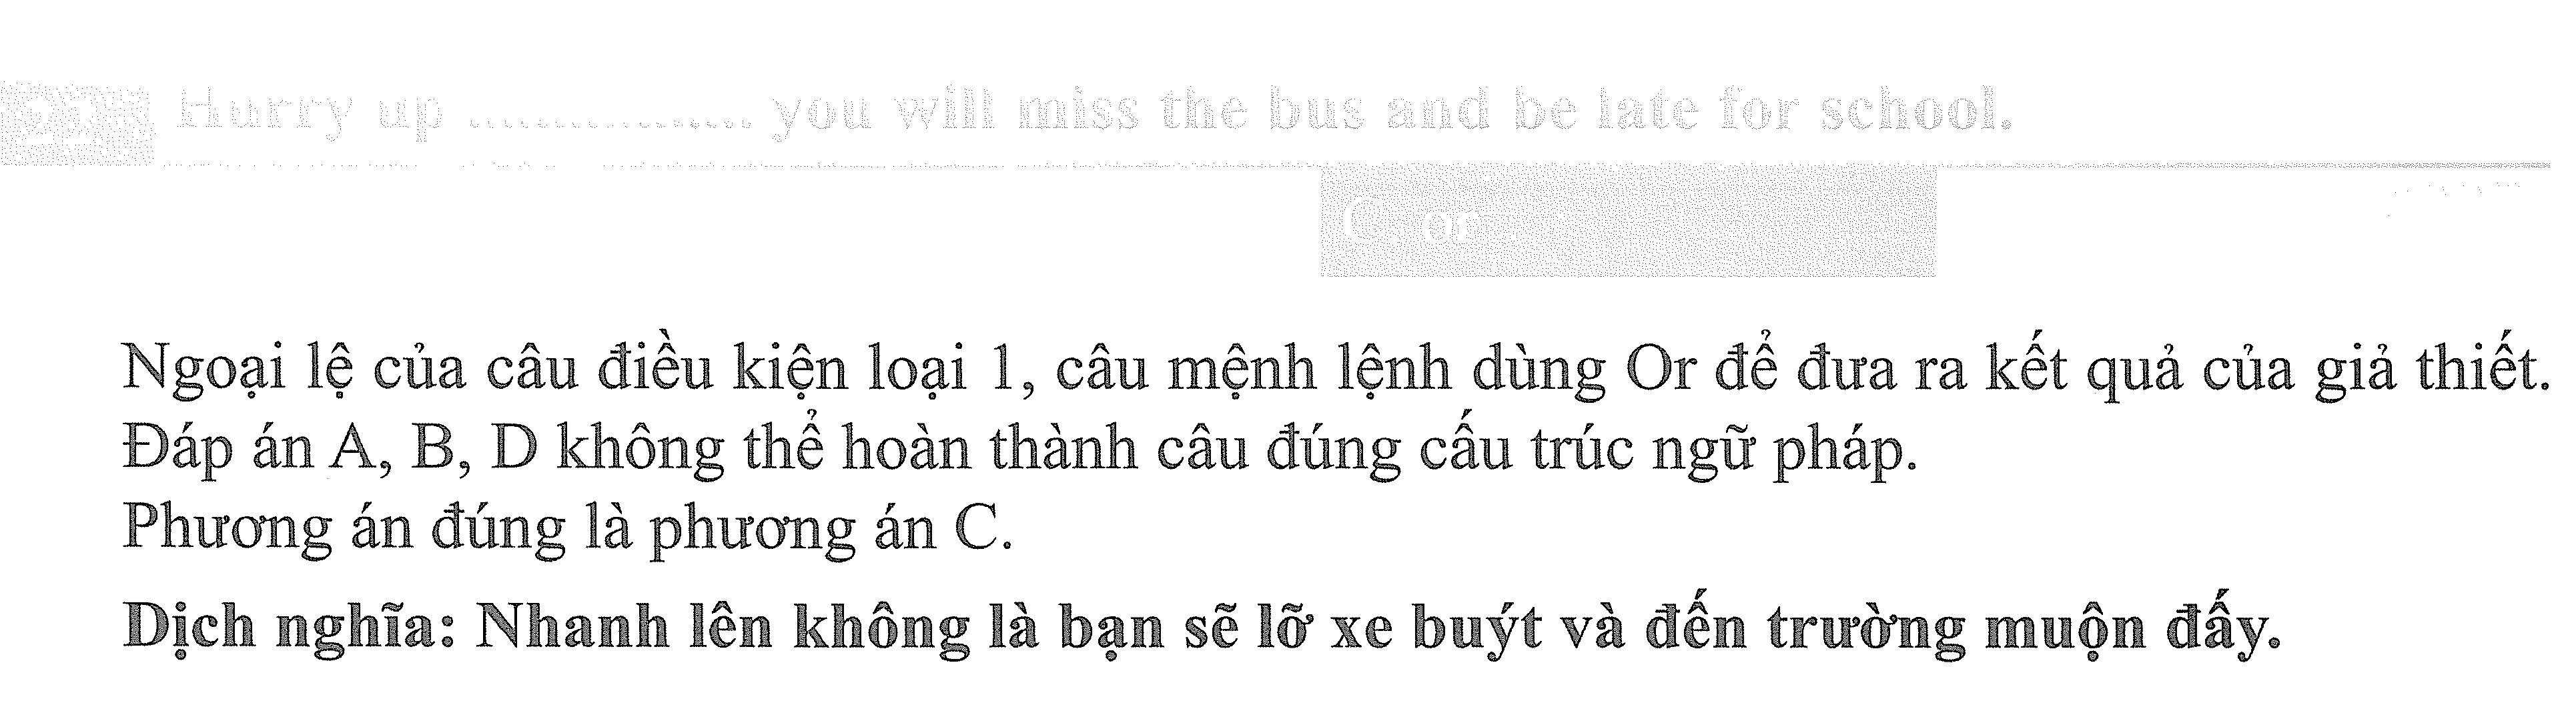 Hurry up .................. you will miss the bus and be late for school.
C. or
Ngoại lệ của câu điều kiện loại 1, câu mệnh lệnh dùng Or để đưa ra kết quả của giả thiết.
Đáp án A, B, D không thể hoàn thành câu đúng cấu trúc ngữ pháp.
Phương án đúng là phương án C.
Dịch nghĩa: Nhanh lên không là bạn sẽ lỡ xe buýt và đến trường muộn đấy.